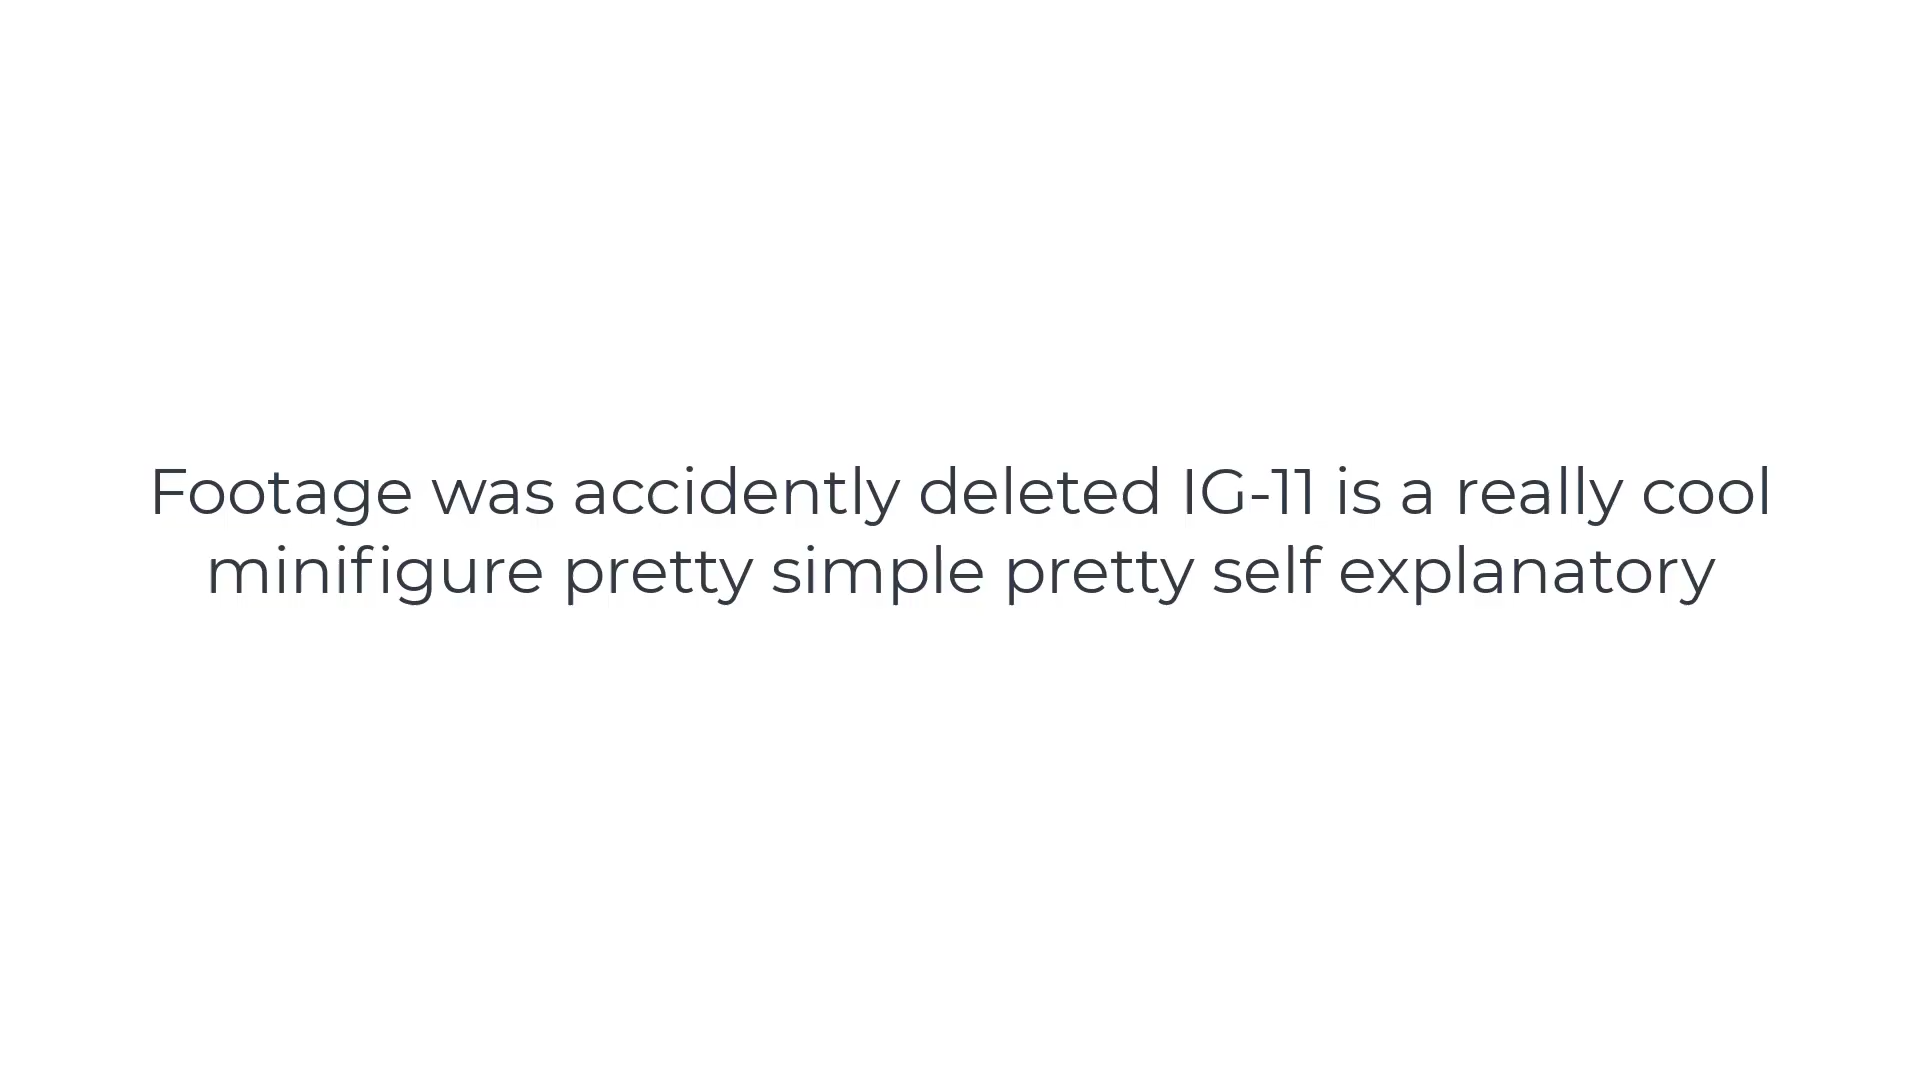 Footage was accidently deleted IG-11 is a really cool
minifigure pretty simple pretty self explanatory